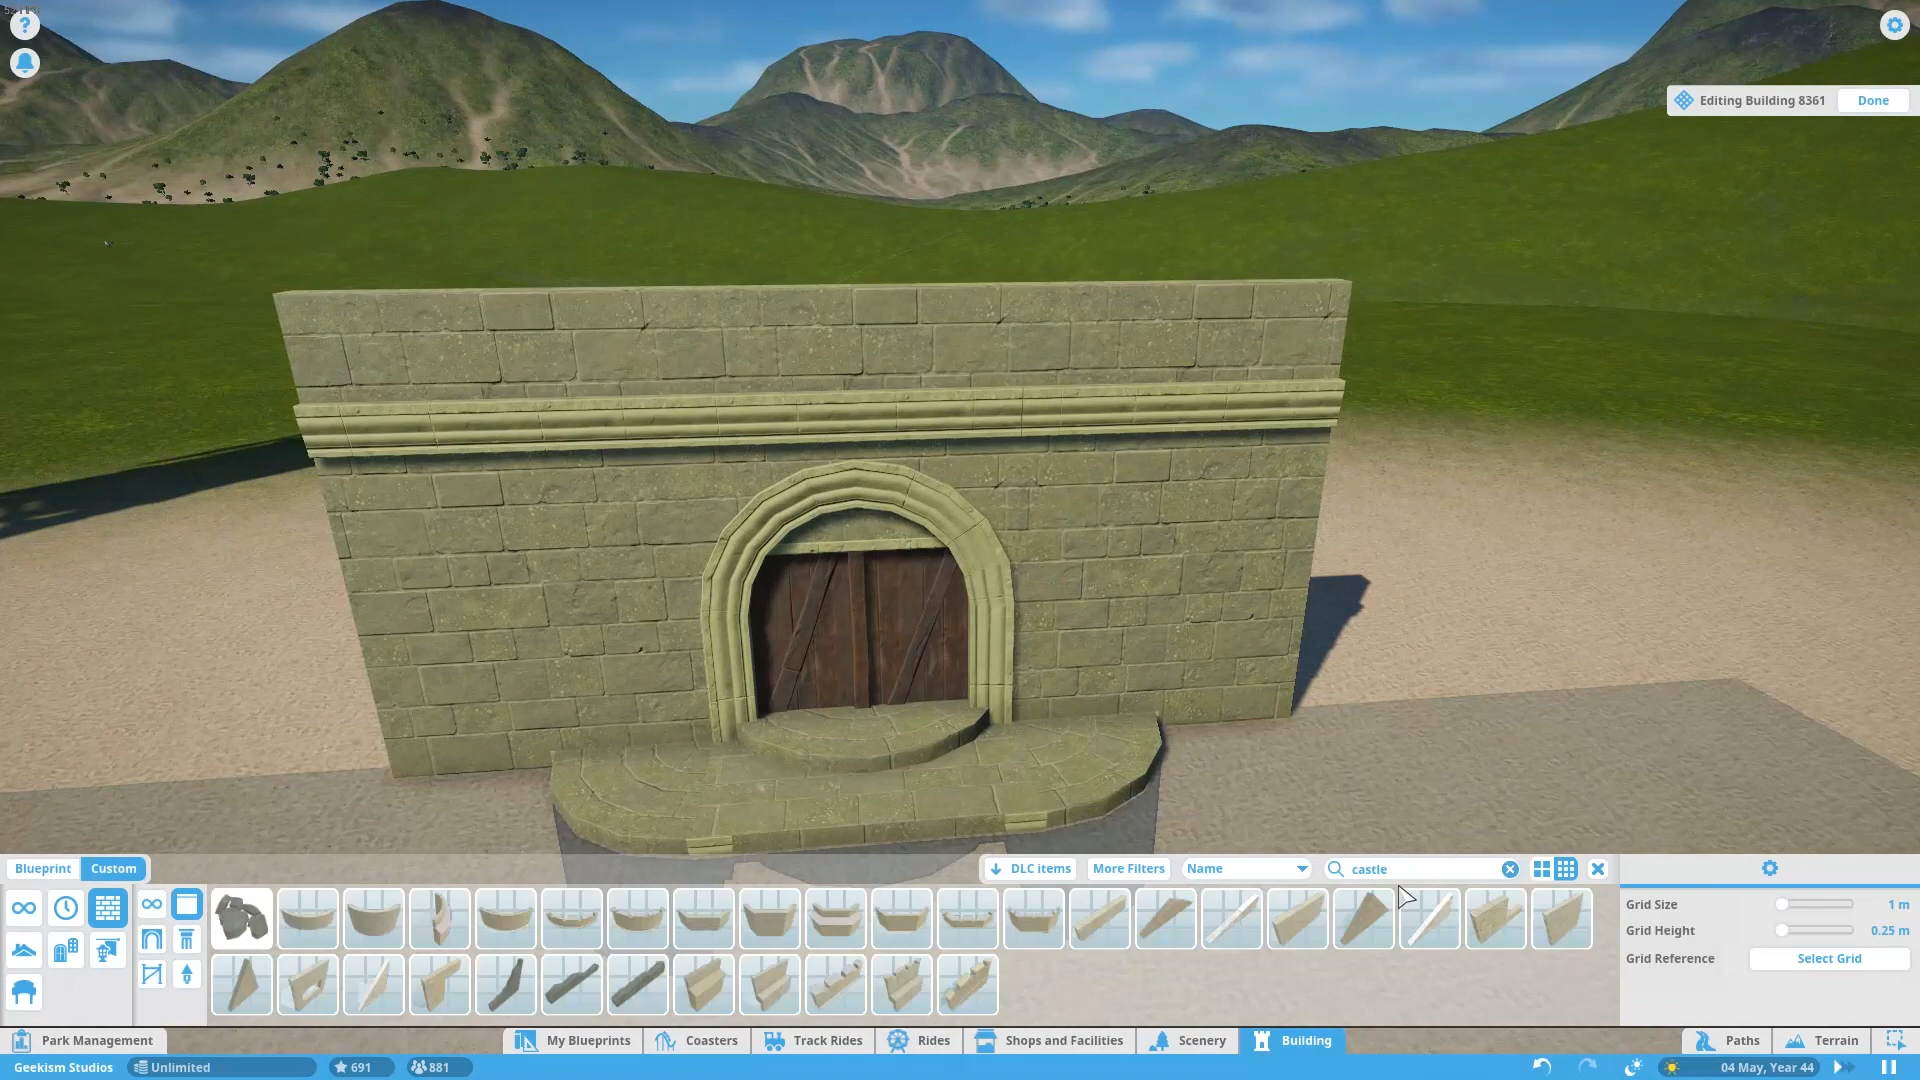 Editing Building 8361
Done
Blueprint
Custom
DLC items
More Filters
Name
castle
Grid Size
1 m
Grid Height
0.25 m
Grid Reference
Select Grid
Park Management
My Blueprints
Coasters
Track Rides
Rides
Shops and Facilities
Scenery
Building
Paths
Terrain
Geekism Studios
Unlimited
691
881
04 May, Year 44